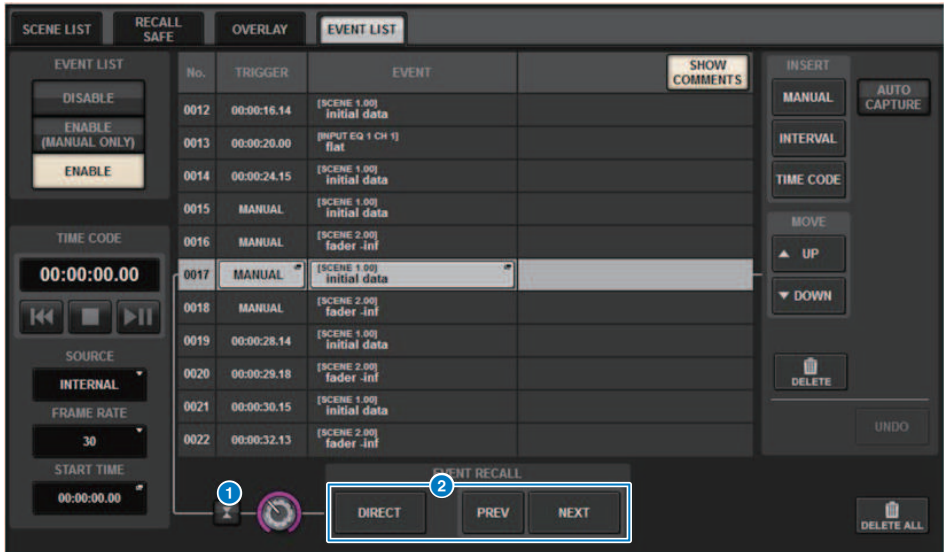 SCENE LIST
RECALL
SAFE
OVERLAY
EVENT LIST
EVENT LIST
DISABLE
ENABLE
(MANUAL ONLY)
ENABLE
TIME CODE
00:00:00.00
SOURCE
INTERNAL
FRAME RATE
30
START TIME
00:00:00.00
No. TRIGGER EVENT
SHOW
COMMENTS
0012 00:00:16.14 [SCENE 1.00]
initial data
0013 00:00:20.00 [INPUT EQ 1 CH 1]
flat
0014 00:00:24.15 [SCENE 1.00]
initial data
0015 MANUAL [SCENE 1.00]
initial data
0016 MANUAL [SCENE 2.00]
fader -inf
0017 MANUAL [SCENE 1.00]
initial data
0018 MANUAL [SCENE 2.00]
fader -inf
0019 00:00:28.14 [SCENE 1.00]
initial data
0020 00:00:29.18 [SCENE 2.00]
fader -inf
0021 00:00:30.15 [SCENE 1.00]
initial data
0022 00:00:32.13 [SCENE 2.00]
fader -inf
INSERT
MANUAL
INTERVAL
TIME CODE
AUTO
CAPTURE
MOVE
UP
DOWN
DELETE
UNDO
1
EVENT RECALL
2
DIRECT
PREV
NEXT
DELETE ALL